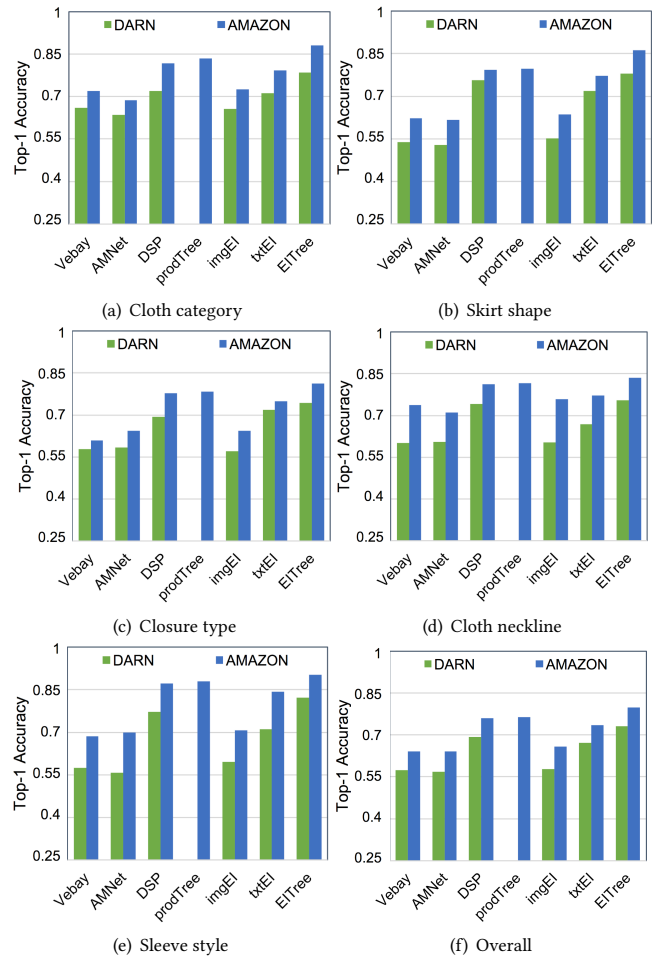 1
DARN AMAZON
0.85
0.7
0.55
0.4
0.25
Top-1 Accuracy
Vebay AMNet DSP prodTree imgEI txtEI EITree
(a) Cloth category
1
DARN AMAZON
0.85
0.7
0.55
0.4
0.25
Top-1 Accuracy
Vebay AMNet DSP prodTree imgEI txtEI EITree
(b) Skirt shape
1
DARN AMAZON
0.85
0.7
0.55
0.4
0.25
Top-1 Accuracy
Vebay AMNet DSP prodTree imgEI txtEI EITree
(c) Closure type
1
DARN AMAZON
0.85
0.7
0.55
0.4
0.25
Top-1 Accuracy
Vebay AMNet DSP prodTree imgEI txtEI EITree
(d) Cloth neckline
1
DARN AMAZON
0.85
0.7
0.55
0.4
0.25
Top-1 Accuracy
Vebay AMNet DSP prodTree imgEI txtEI EITree
(e) Sleeve style
1
DARN AMAZON
0.85
0.7
0.55
0.4
0.25
Top-1 Accuracy
Vebay AMNet DSP prodTree imgEI txtEI EITree
(f) Overall